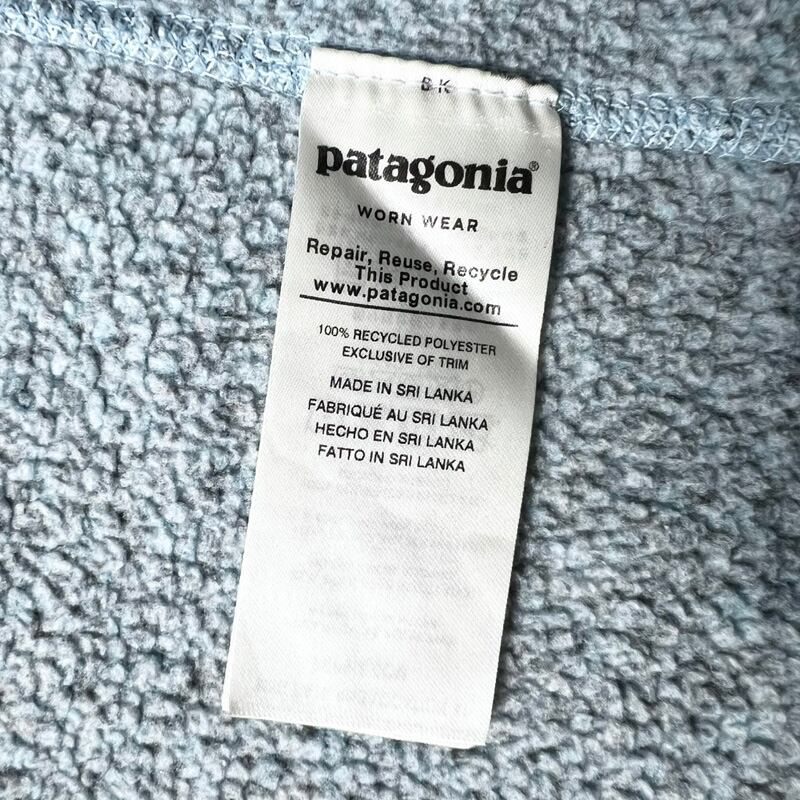 BK
patagonia®
WORN WEAR
Repair, Reuse, Recycle
This Product
www.patagonia.com
100% RECYCLED POLYESTER
EXCLUSIVE OF TRIM
MADE IN SRI LANKA
FABRIQUÉ AU SRI LANKA
HECHO EN SRI LANKA
FATTO IN SRI LANKA